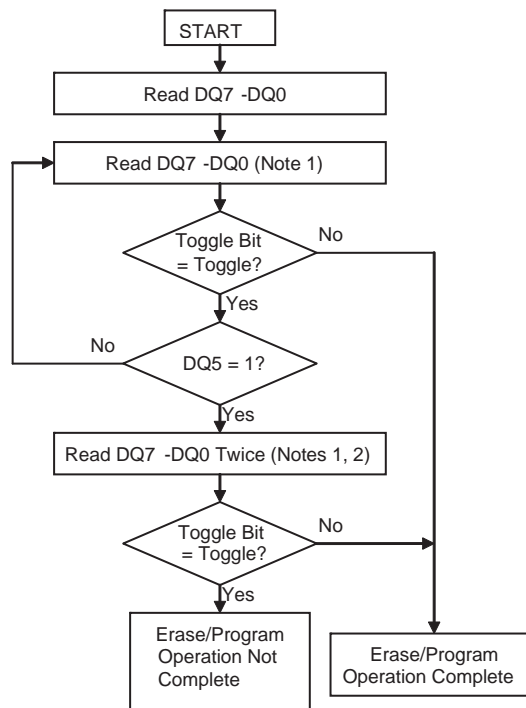 START
Read DQ7 -DQ0
Read DQ7 -DQ0 (Note 1)
Toggle Bit
= Toggle?
No
Yes
No
DQ5 = 1?
Yes
Read DQ7 -DQ0 Twice (Notes 1, 2)
Toggle Bit
= Toggle?
No
Yes
Erase/Program
Operation Not
Complete
Erase/Program
Operation Complete